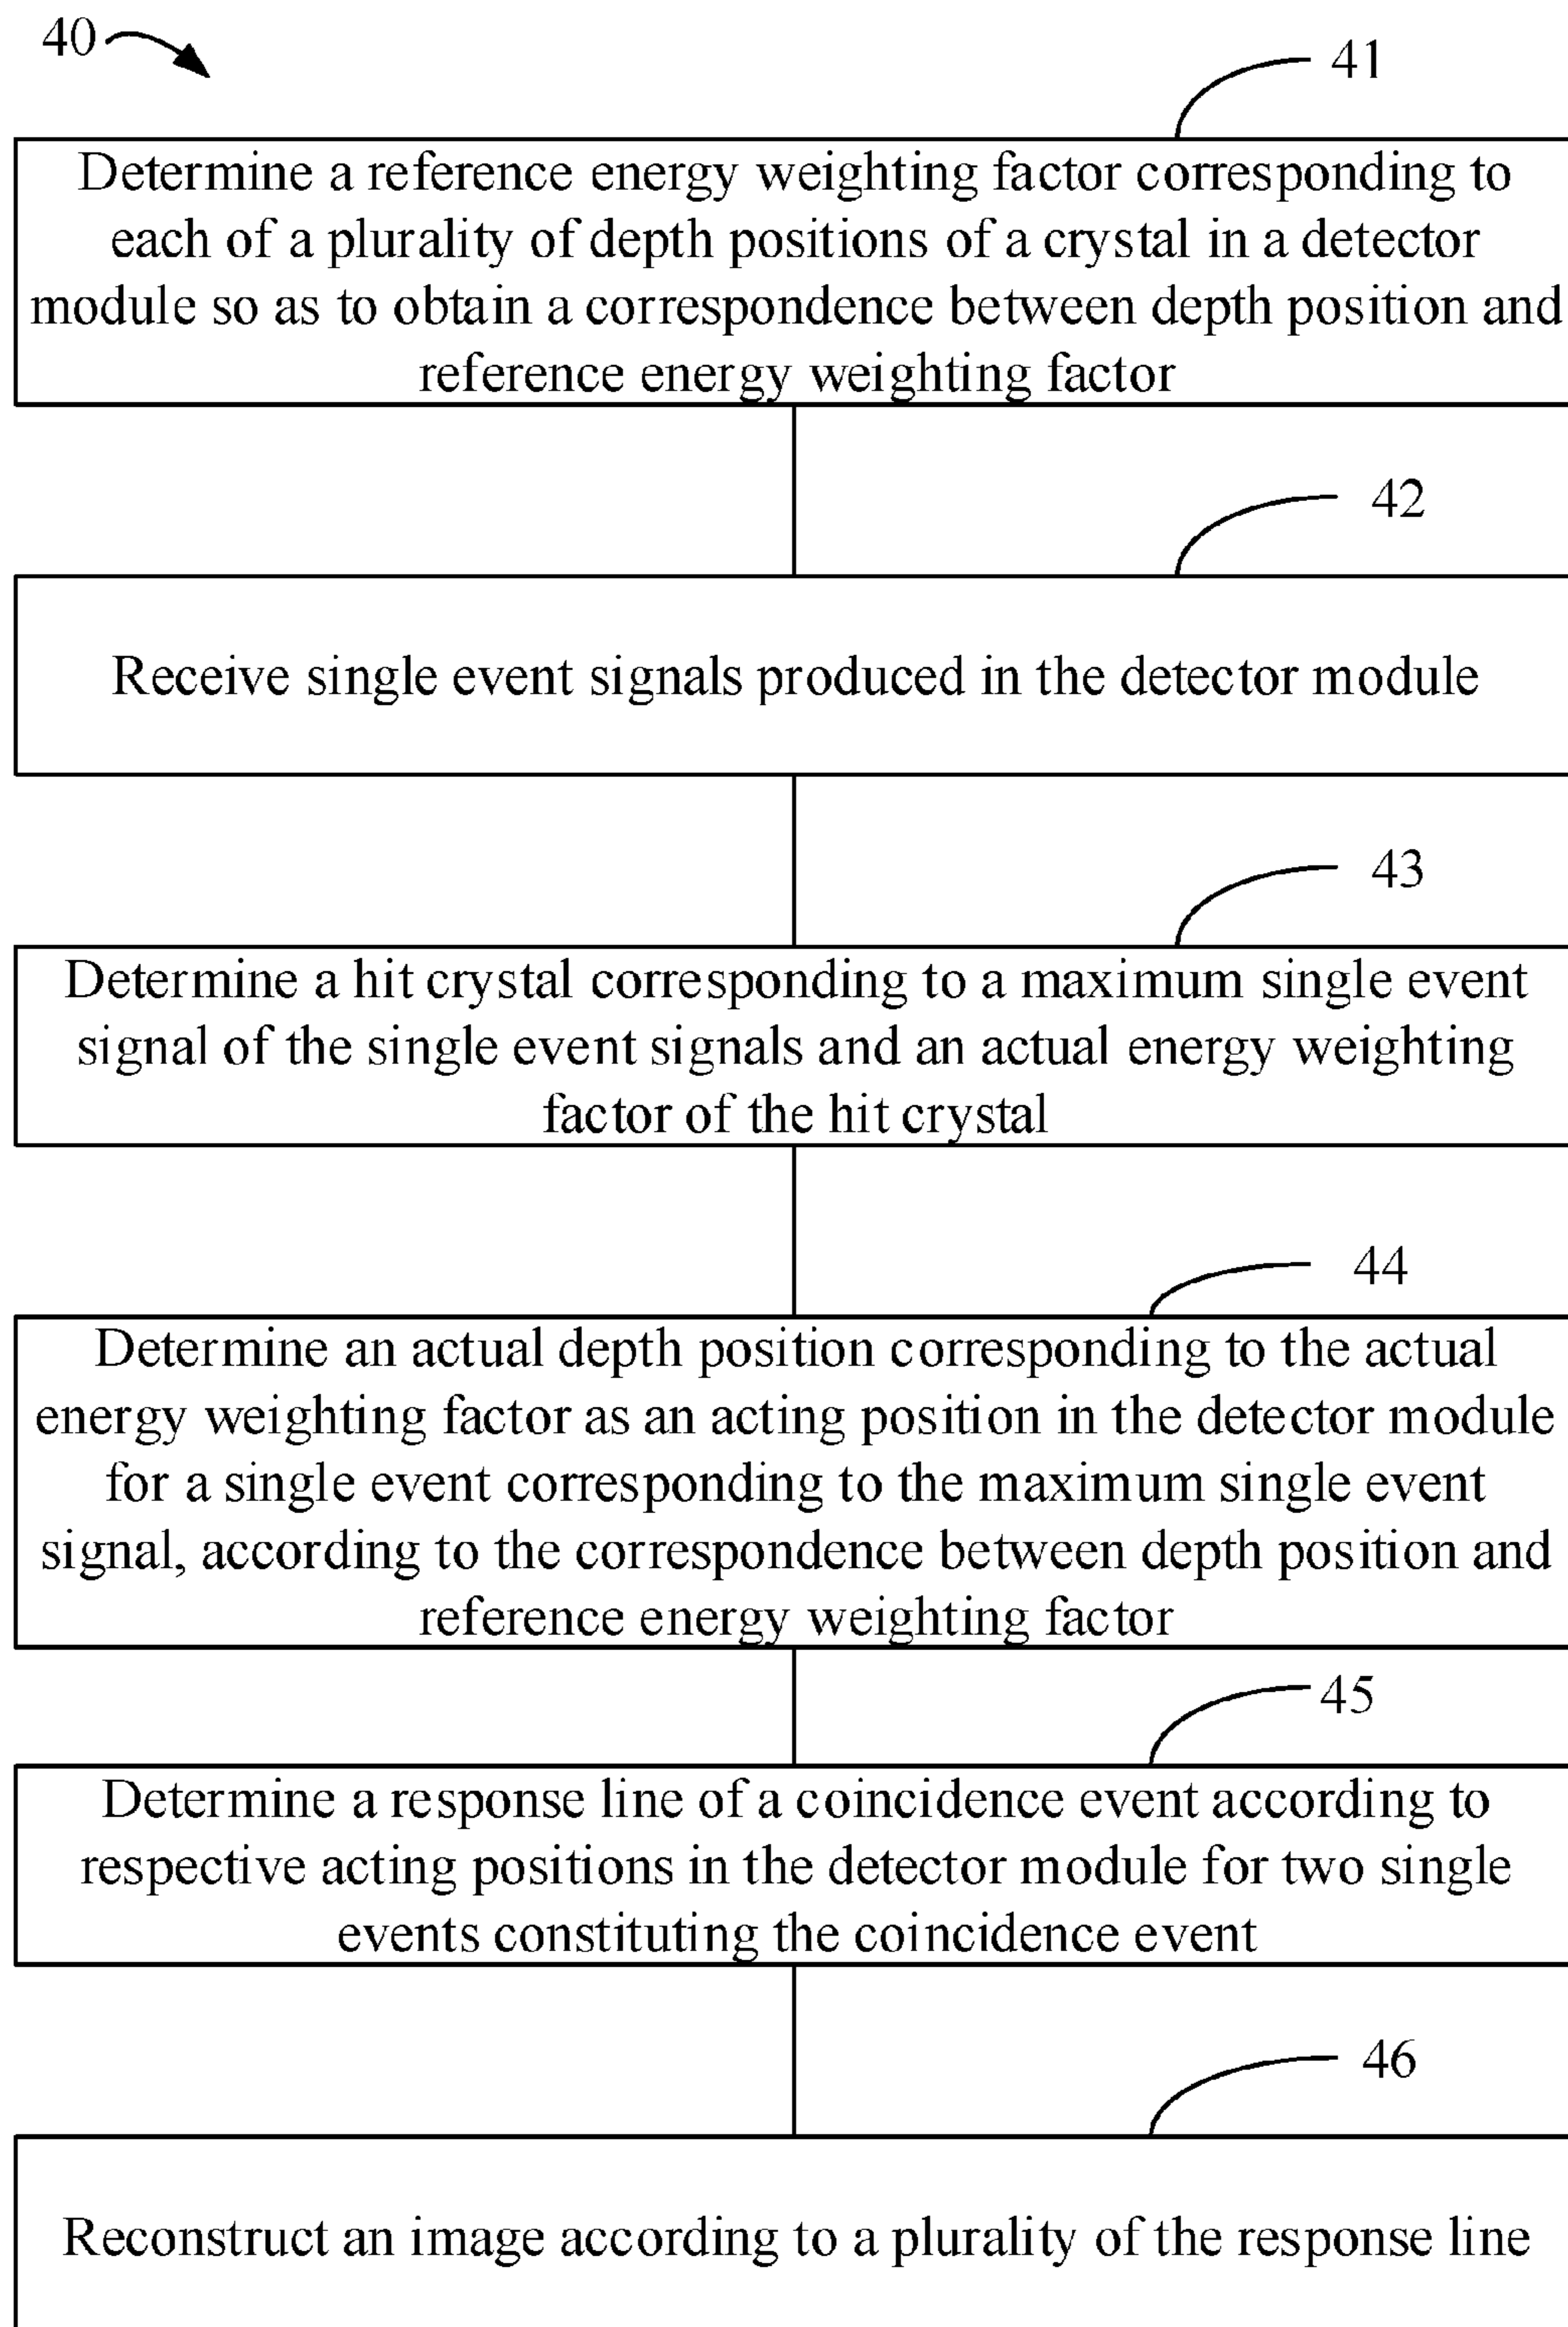 40
41
Determine a reference energy weighting factor corresponding to
each of a plurality of depth positions of a crystal in a detector
module so as to obtain a correspondence between depth position and
reference energy weighting factor
42
Receive single event signals produced in the detector module
43
Determine a hit crystal corresponding to a maximum single event
signal of the single event signals and an actual energy weighting
factor of the hit crystal
44
Determine an actual depth position corresponding to the actual
energy weighting factor as an acting position in the detector module
for a single event corresponding to the maximum single event
signal, according to the correspondence between depth position and
reference energy weighting factor
45
Determine a response line of a coincidence event according to
respective acting positions in the detector module for two single
events constituting the coincidence event
46
Reconstruct an image according to a plurality of the response line